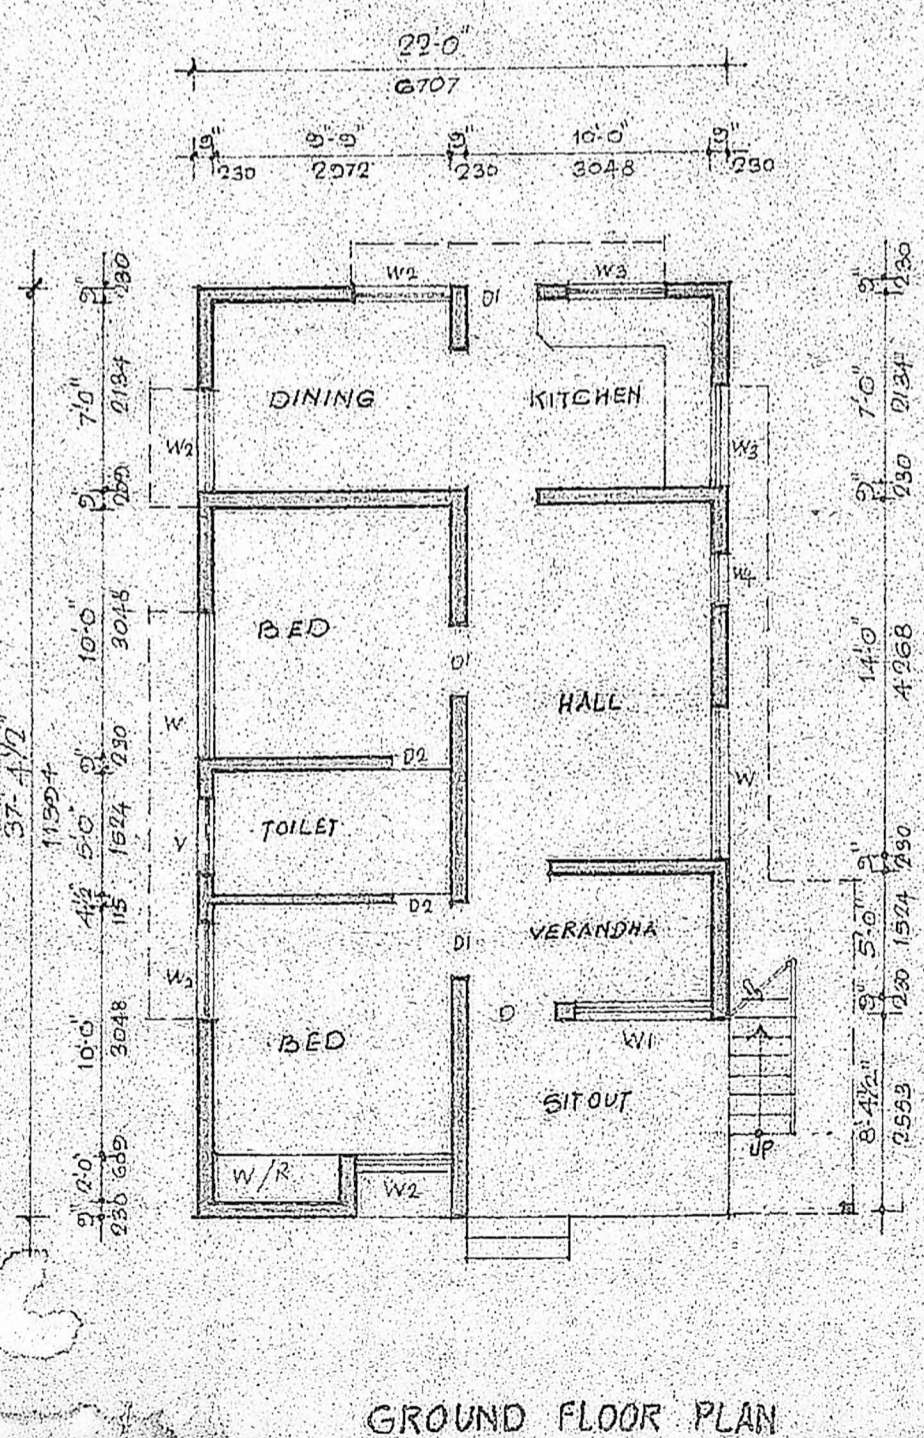 22'-0"
6707
9" 9'-9" 9" 10'-0" 9"
230 2972 230 3048 230
W2 D1 W3
9" 230
9" 230
DINING
KITCHEN
7'-0" 2134
7'-0" 2134
W2
W3
9"
9" 230
W4
BED
10'-0" 3048
D1
14'-0" 4268
HALL
W
W
9" 230
D2
37'-4½"
11394
5'-0" 1524
TOILET
V
9" 230
4½" 115
D2
VERANDHA
5'-0" 1524
D1
W2
9" 230
D
W1
10'-0" 3048
BED
SITOUT
8'-4½" 2553
UP
2'-0" 609
W/R
W2
9" 230
GROUND FLOOR PLAN